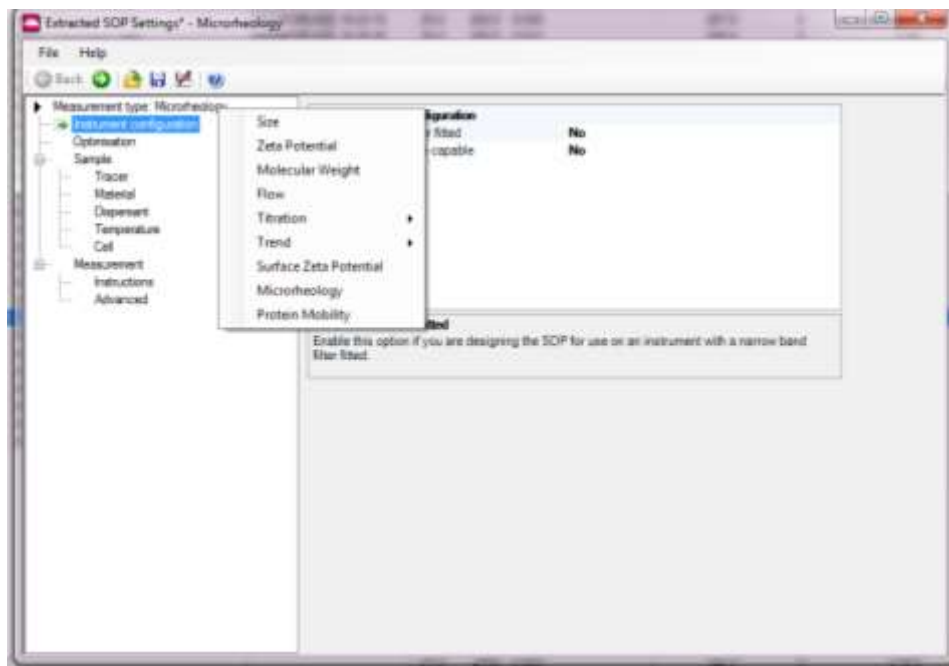 Extracted SOP Settings* - Microrheology
File Help
Back
Measurement type: Microrheology
Instrument configuration
Optimisation
Sample
Tracer
Material
Dispersant
Temperature
Cell
Measurement
Instructions
Advanced
Size
Zeta Potential
Molecular Weight
Flow
Titration
Trend
Surface Zeta Potential
Microrheology
Protein Mobility
fitted No
capable No
Enable this option if you are designing the SOP for use on an instrument with a narrow band
filter fitted.